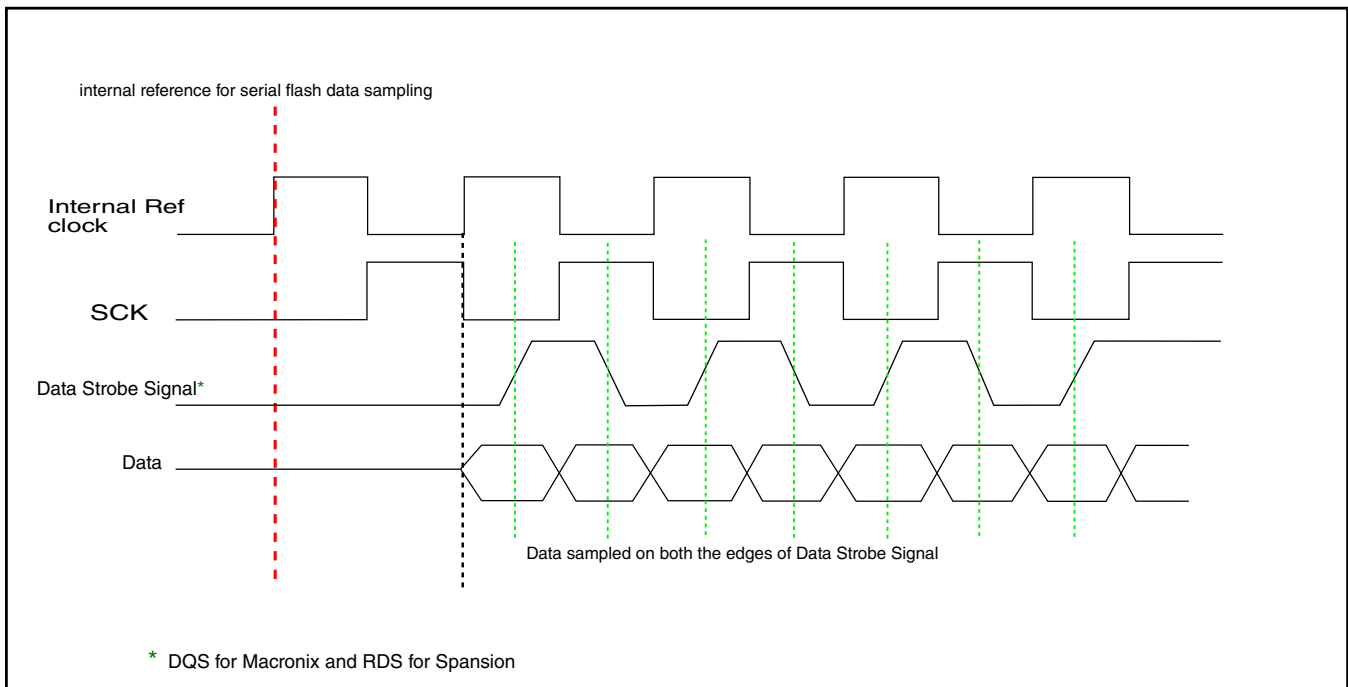 internal reference for serial flash data sampling
Internal Ref
clock
SCK
Data Strobe Signal*
Data
Data sampled on both the edges of Data Strobe Signal
* DQS for Macronix and RDS for Spansion